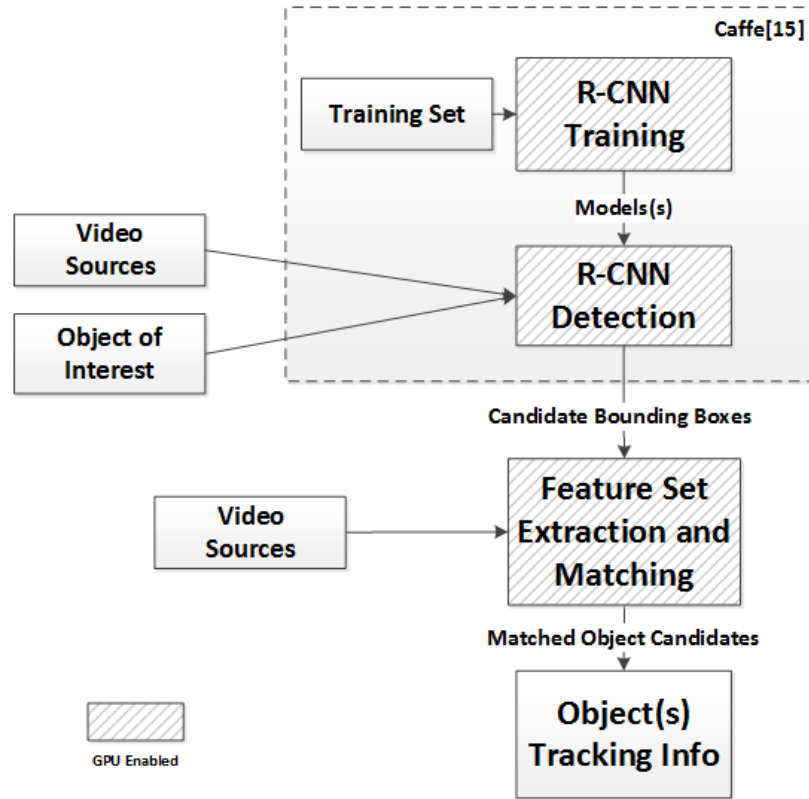 Caffe[15]
Training Set
R-CNN
Training
Models(s)
Video
Sources
R-CNN
Detection
Object of
Interest
Candidate Bounding Boxes
Video
Sources
Feature Set
Extraction and
Matching
Matched Object Candidates
Object(s)
Tracking Info
GPU Enabled